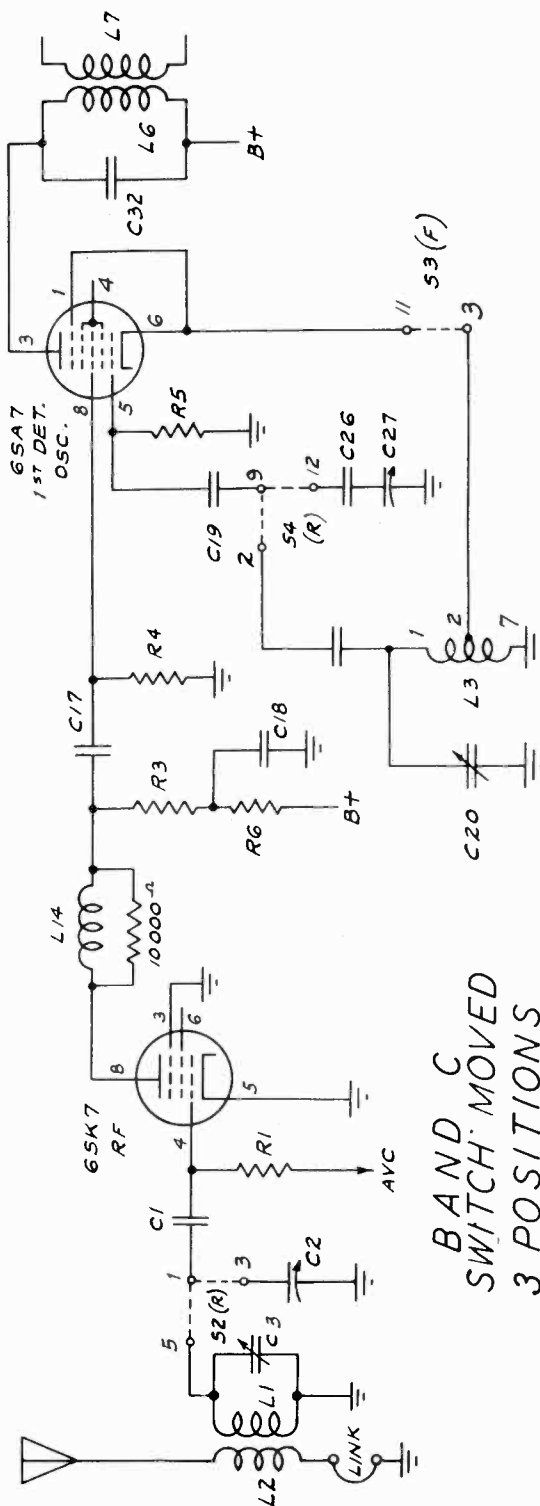 L2
LINK
L1
C3
S2(R)
5
1
3
C2
C1
AVC
R1
4
6SK7
RF
8
3
6
5
L14
10000 Ω
R3
R6
B+
C18
C17
R4
6SA7
1ST DET.
OSC.
3
8
5
1
4
6
R5
C19
9
2
S4
(R)
12
C26
C27
C20
L3
1
2
7
11
S3(F)
3
C32
L6
L7
B+
BAND C
SWITCH MOVED
3 POSITIONS